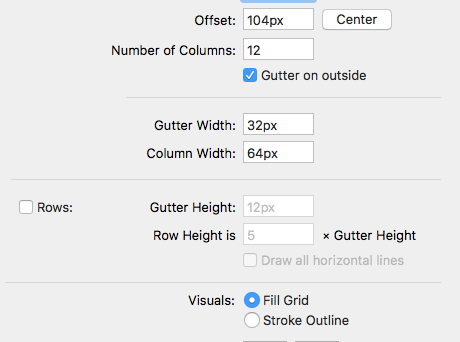 Offset: 104px Center
Number of Columns: 12
Gutter on outside
Gutter Width: 32px
Column Width: 64px
Rows: Gutter Height: 12px
Row Height is 5 × Gutter Height
Draw all horizontal lines
Visuals: Fill Grid
Stroke Outline